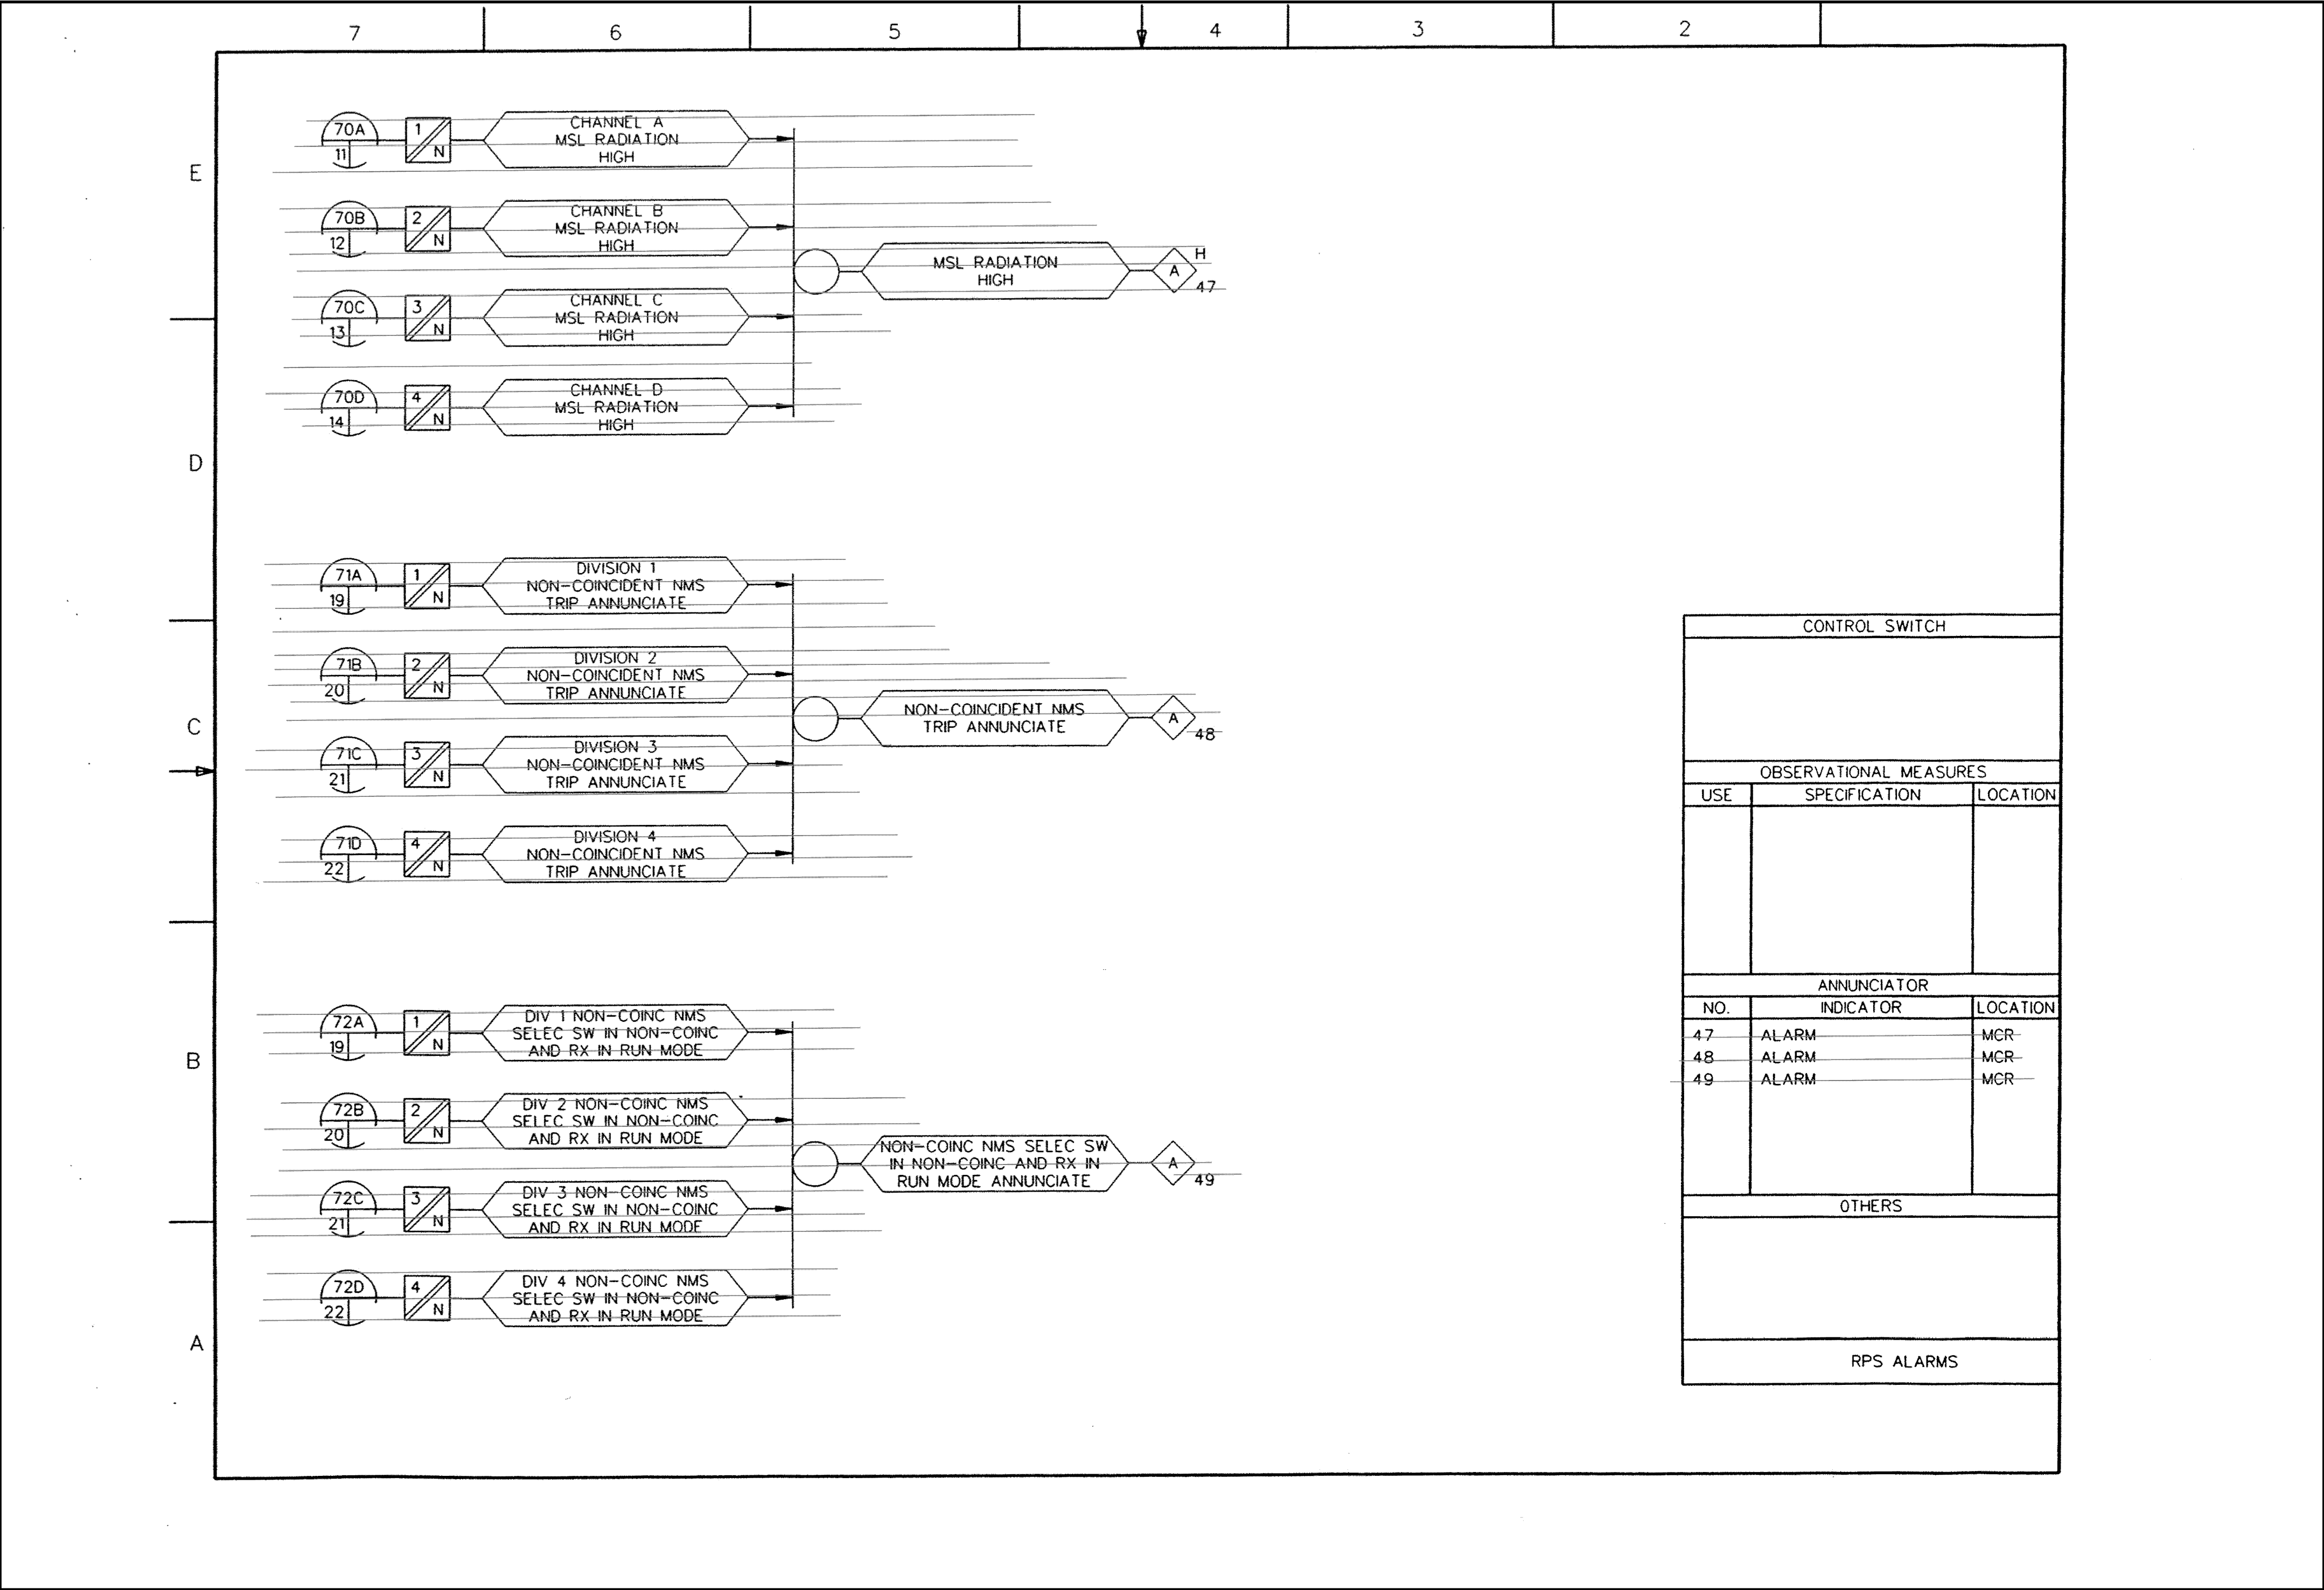 7 6 5 4 3 2
E
D
C
B
A
70A
11
1
N
CHANNEL A
MSL RADIATION
HIGH
70B
12
2
N
CHANNEL B
MSL RADIATION
HIGH
70C
13
3
N
CHANNEL C
MSL RADIATION
HIGH
70D
14
4
N
CHANNEL D
MSL RADIATION
HIGH
MSL RADIATION
HIGH
A
H
47
71A
19
1
N
DIVISION 1
NON-COINCIDENT NMS
TRIP ANNUNCIATE
71B
20
2
N
DIVISION 2
NON-COINCIDENT NMS
TRIP ANNUNCIATE
71C
21
3
N
DIVISION 3
NON-COINCIDENT NMS
TRIP ANNUNCIATE
71D
22
4
N
DIVISION 4
NON-COINCIDENT NMS
TRIP ANNUNCIATE
NON-COINCIDENT NMS
TRIP ANNUNCIATE
A
48
72A
19
1
N
DIV 1 NON-COINC NMS
SELEC SW IN NON-COINC
AND RX IN RUN MODE
72B
20
2
N
DIV 2 NON-COINC NMS
SELEC SW IN NON-COINC
AND RX IN RUN MODE
72C
21
3
N
DIV 3 NON-COINC NMS
SELEC SW IN NON-COINC
AND RX IN RUN MODE
72D
22
4
N
DIV 4 NON-COINC NMS
SELEC SW IN NON-COINC
AND RX IN RUN MODE
NON-COINC NMS SELEC SW
IN NON-COINC AND RX IN
RUN MODE ANNUNCIATE
A
49
CONTROL SWITCH
OBSERVATIONAL MEASURES
USE SPECIFICATION LOCATION
ANNUNCIATOR
NO. INDICATOR LOCATION
47 ALARM MCR
48 ALARM MCR
49 ALARM MCR
OTHERS
RPS ALARMS